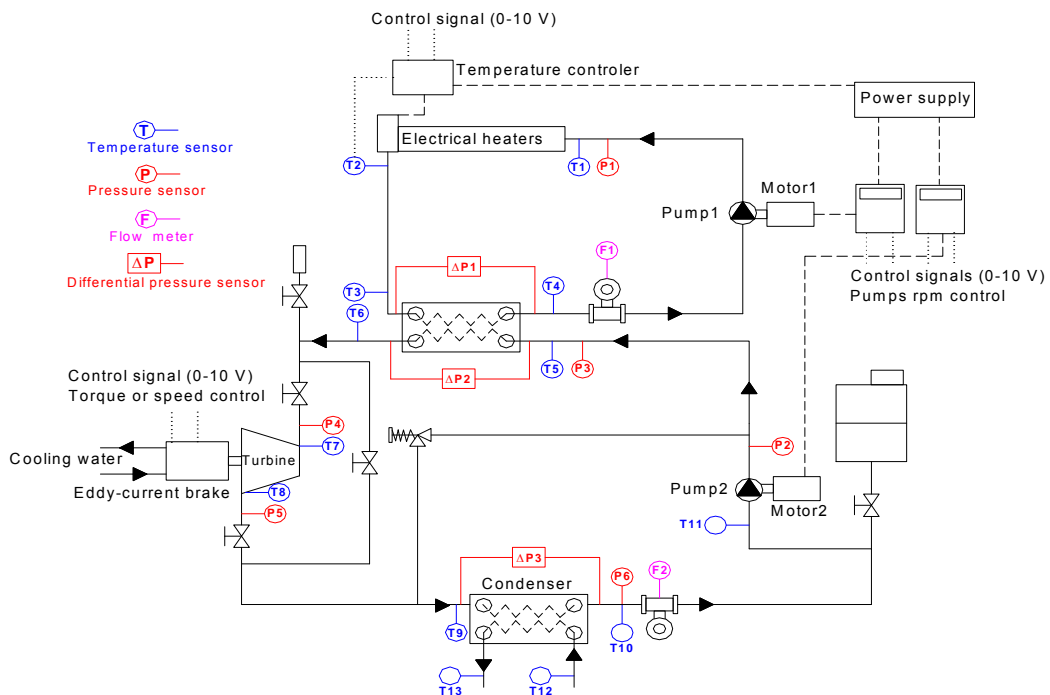 Control signal (0-10 V)
Temperature controler
Power supply
T
Temperature sensor
P
Pressure sensor
F
Flow meter
ΔP
Differential pressure sensor
Electrical heaters
T2
T1
P1
Motor1
Pump1
F1
ΔP1
Control signals (0-10 V)
Pumps rpm control
T3
T4
T6
T5
P3
ΔP2
Control signal (0-10 V)
Torque or speed control
P4
T7
Cooling water
Turbine
Eddy-current brake
T8
P5
P2
Pump2
Motor2
T11
ΔP3
Condenser
P6
F2
T9
T10
T13
T12